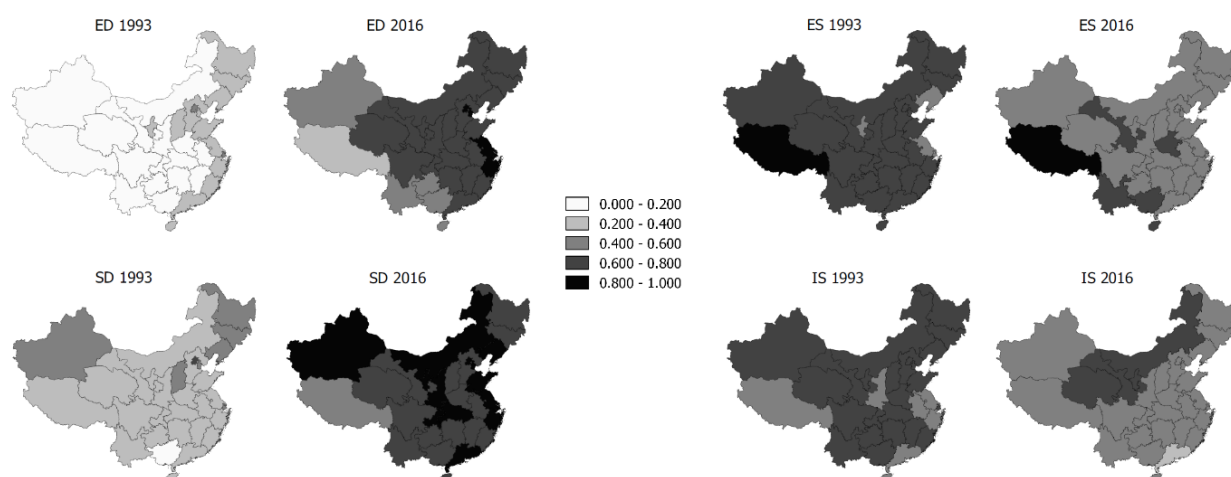 ED 1993
ED 2016
ES 1993
ES 2016
0.000 - 0.200
0.200 - 0.400
0.400 - 0.600
0.600 - 0.800
0.800 - 1.000
SD 1993
SD 2016
IS 1993
IS 2016